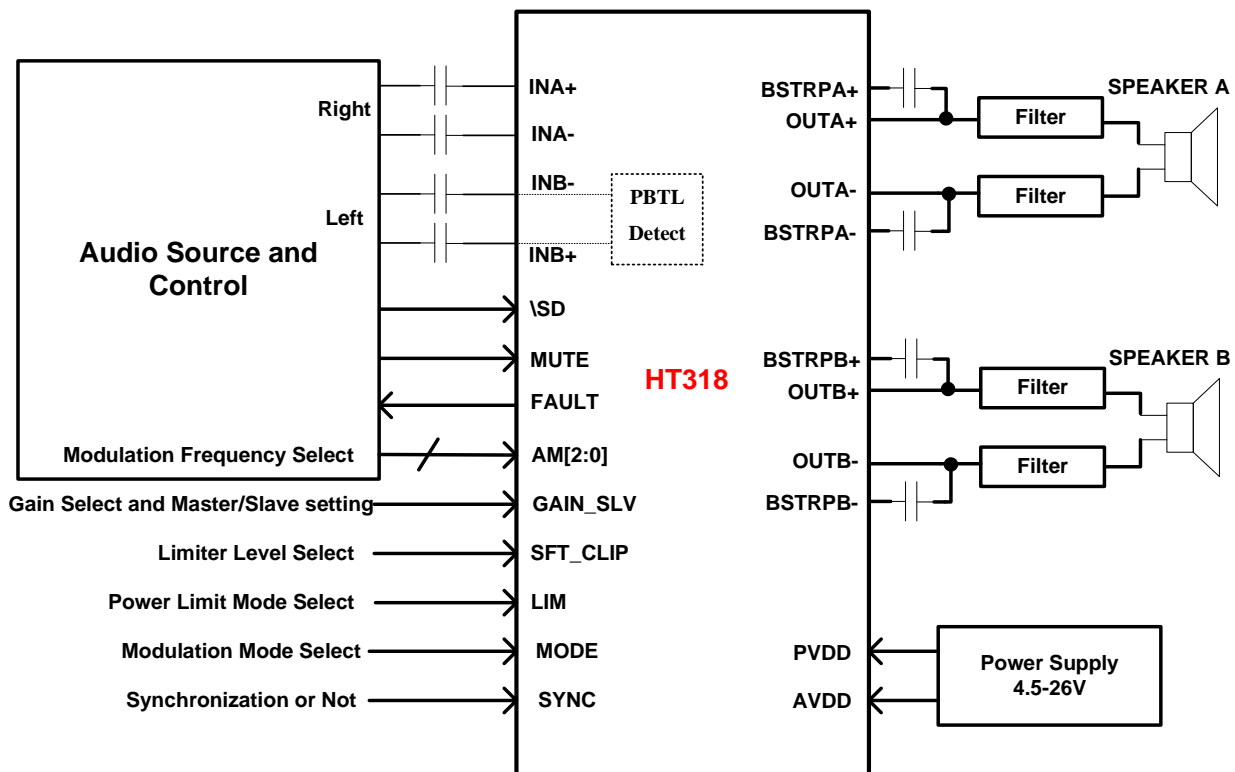 Right
Left
Audio Source and
Control
Modulation Frequency Select
Gain Select and Master/Slave setting
Limiter Level Select
Power Limit Mode Select
Modulation Mode Select
Synchronization or Not
INA+
INA-
INB-
INB+
PBTL
Detect
\SD
MUTE
FAULT
AM[2:0]
GAIN_SLV
SFT_CLIP
LIM
MODE
SYNC
HT318
BSTRPA+
OUTA+
OUTA-
BSTRPA-
BSTRPB+
OUTB+
OUTB-
BSTRPB-
PVDD
AVDD
Filter
Filter
SPEAKER A
Filter
Filter
SPEAKER B
Power Supply
4.5-26V